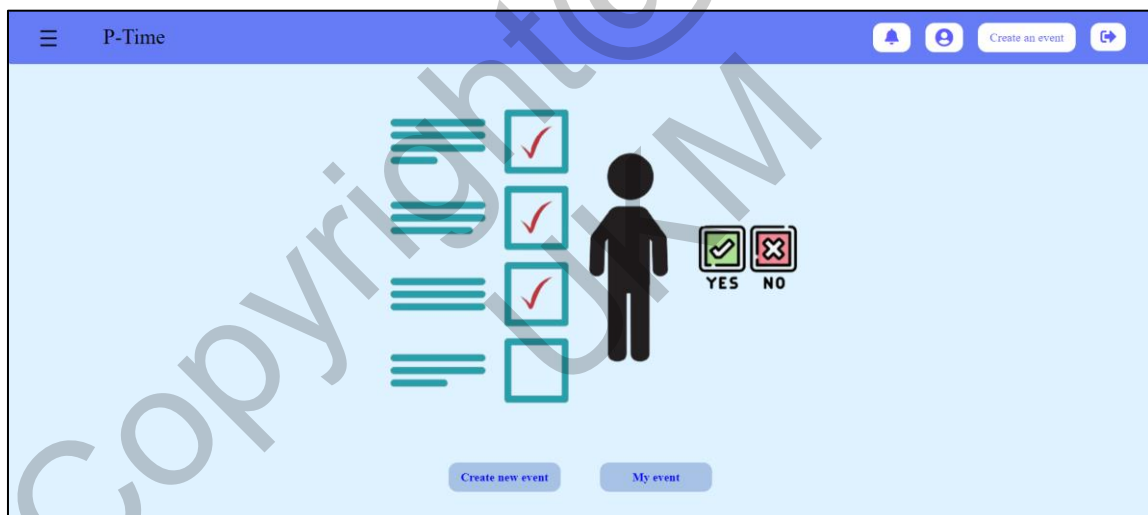 P-Time
Create an event
YES NO
Create new event
My event
Copyright@
UKM